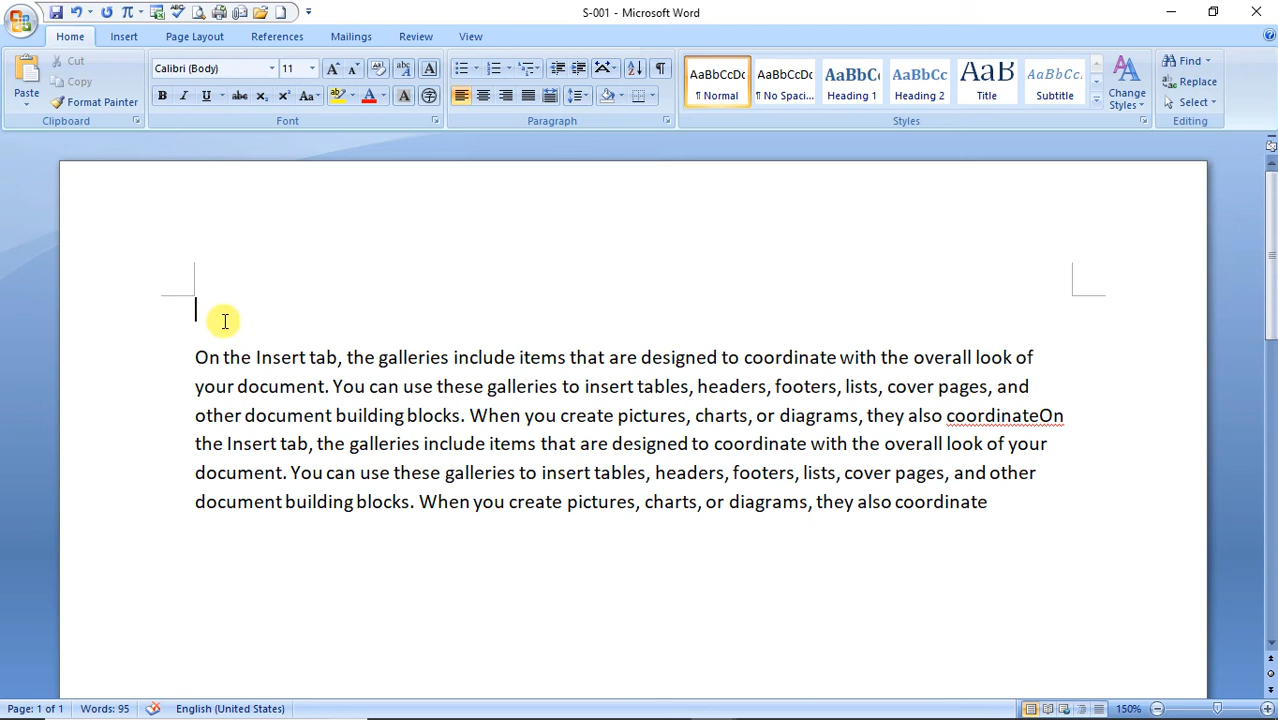 S-001 - Microsoft Word
Home Insert Page Layout References Mailings Review View
Cut
Copy
Format Painter
Paste
Clipboard
Calibri (Body) 11
Font
Paragraph
AaBbCcDc AaBbCcDc AaBbC AaBbCc AaB AaBbCc.
¶ Normal ¶ No Spaci... Heading 1 Heading 2 Title Subtitle
Change Styles
Styles
Find
Replace
Select
Editing
On the Insert tab, the galleries include items that are designed to coordinate with the overall look of
your document. You can use these galleries to insert tables, headers, footers, lists, cover pages, and
other document building blocks. When you create pictures, charts, or diagrams, they also coordinateOn
the Insert tab, the galleries include items that are designed to coordinate with the overall look of your
document. You can use these galleries to insert tables, headers, footers, lists, cover pages, and other
document building blocks. When you create pictures, charts, or diagrams, they also coordinate
Page: 1 of 1 Words: 95 English (United States) 150%